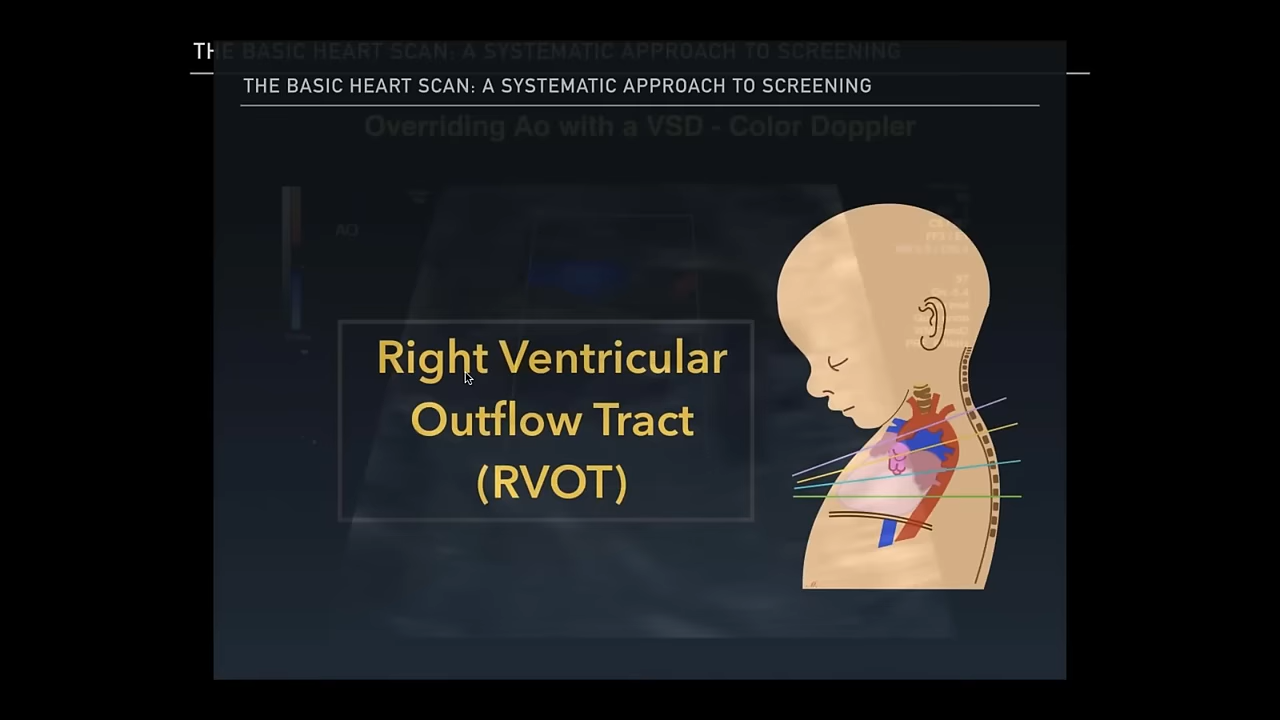 THE BASIC HEART SCAN: A SYSTEMATIC APPROACH TO SCREENING
THE BASIC HEART SCAN: A SYSTEMATIC APPROACH TO SCREENING
Overriding Ao with a VSD - Color Doppler
Right Ventricular
Outflow Tract
(RVOT)